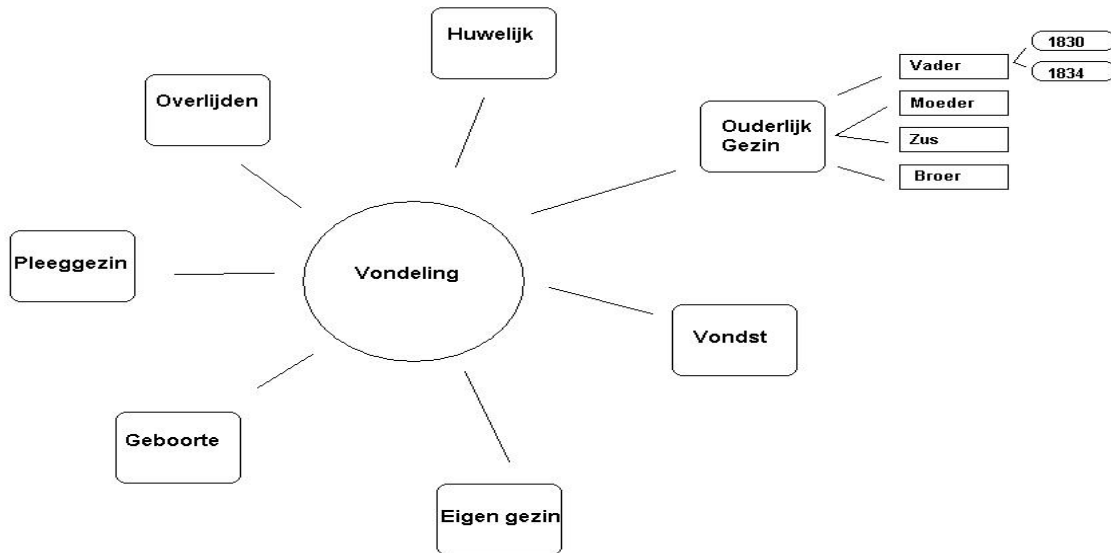 Huwelijk
1830
Vader
1834
Overlijden
Moeder
Ouderlijk
Gezin
Zus
Broer
Pleeggezin
Vondeling
Vondst
Geboorte
Eigen gezin